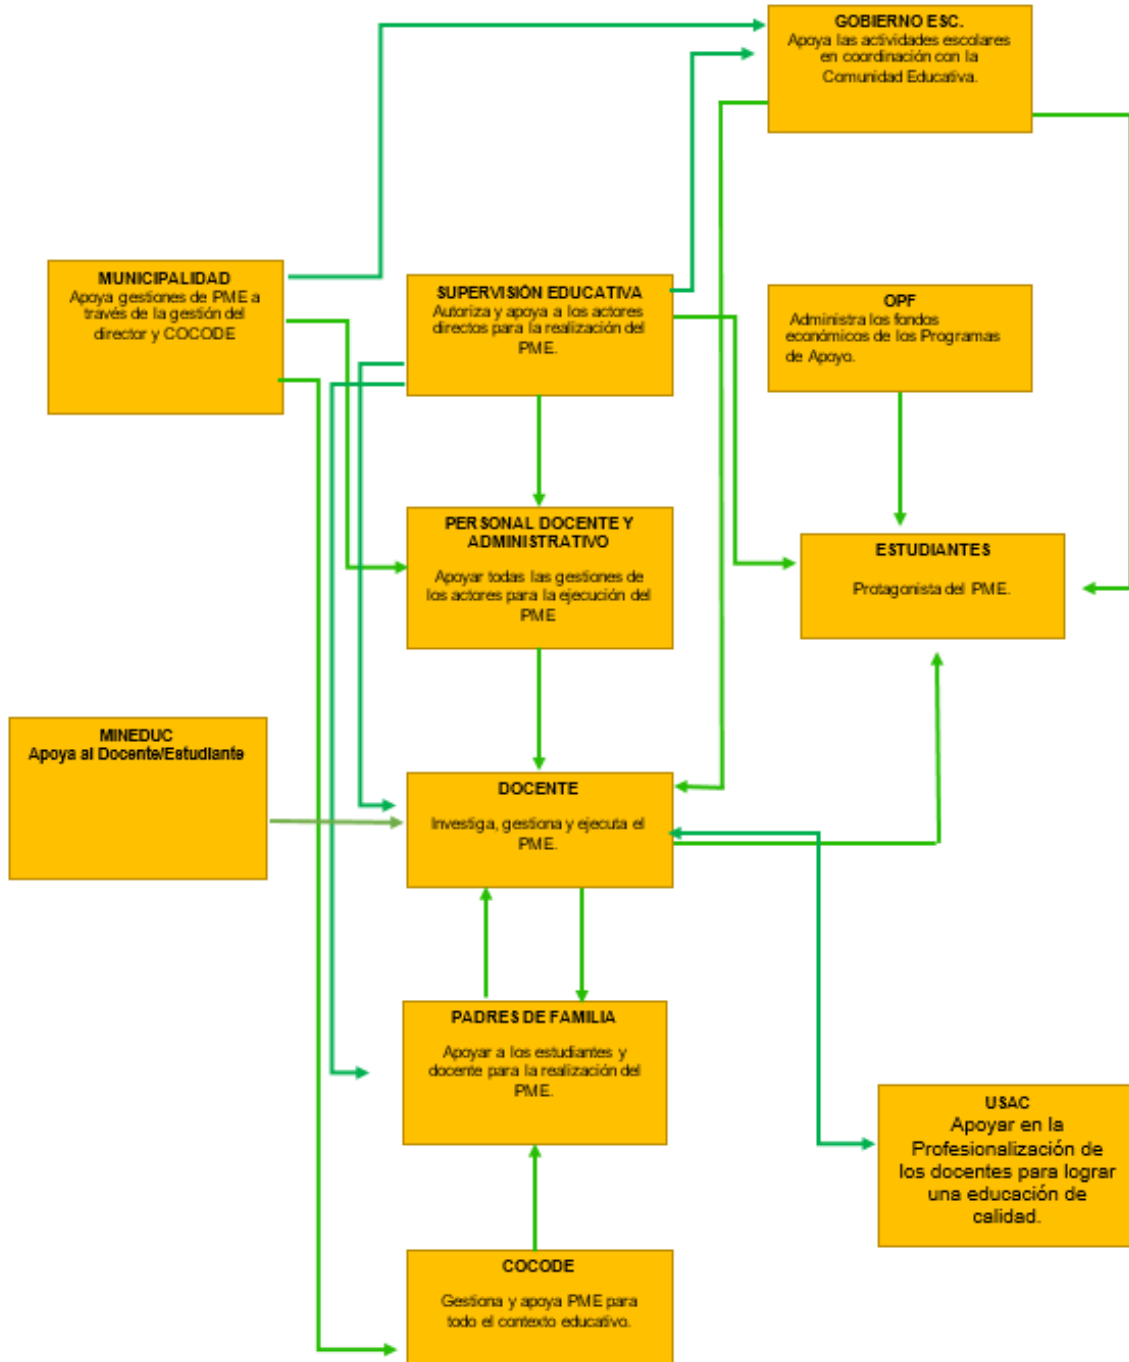 GOBIERNO ESC.
Apoya las actividades escolares
en coordinación con la
Comunidad Educativa.
MUNICIPALIDAD
Apoya gestiones de PME a
través de la gestión del
director y COCODE
SUPERVISIÓN EDUCATIVA
Autoriza y apoya a los actores
directos para la realización del
PME.
OPF
Administra los fondos
económicos de los Programas
de Apoyo.
PERSONAL DOCENTE Y
ADMINISTRATIVO
Apoyar todas las gestiones de
los actores para la ejecución del
PME
ESTUDIANTES
Protagonista del PME.
MINEDUC
Apoya al Docente/Estudiante
DOCENTE
Investiga, gestiona y ejecuta el
PME.
PADRES DE FAMILIA
Apoyar a los estudiantes y
docente para la realización del
PME.
USAC
Apoyar en la
Profesionalización de
los docentes para lograr
una educación de
calidad.
COCODE
Gestiona y apoya PME para
todo el contexto educativo.